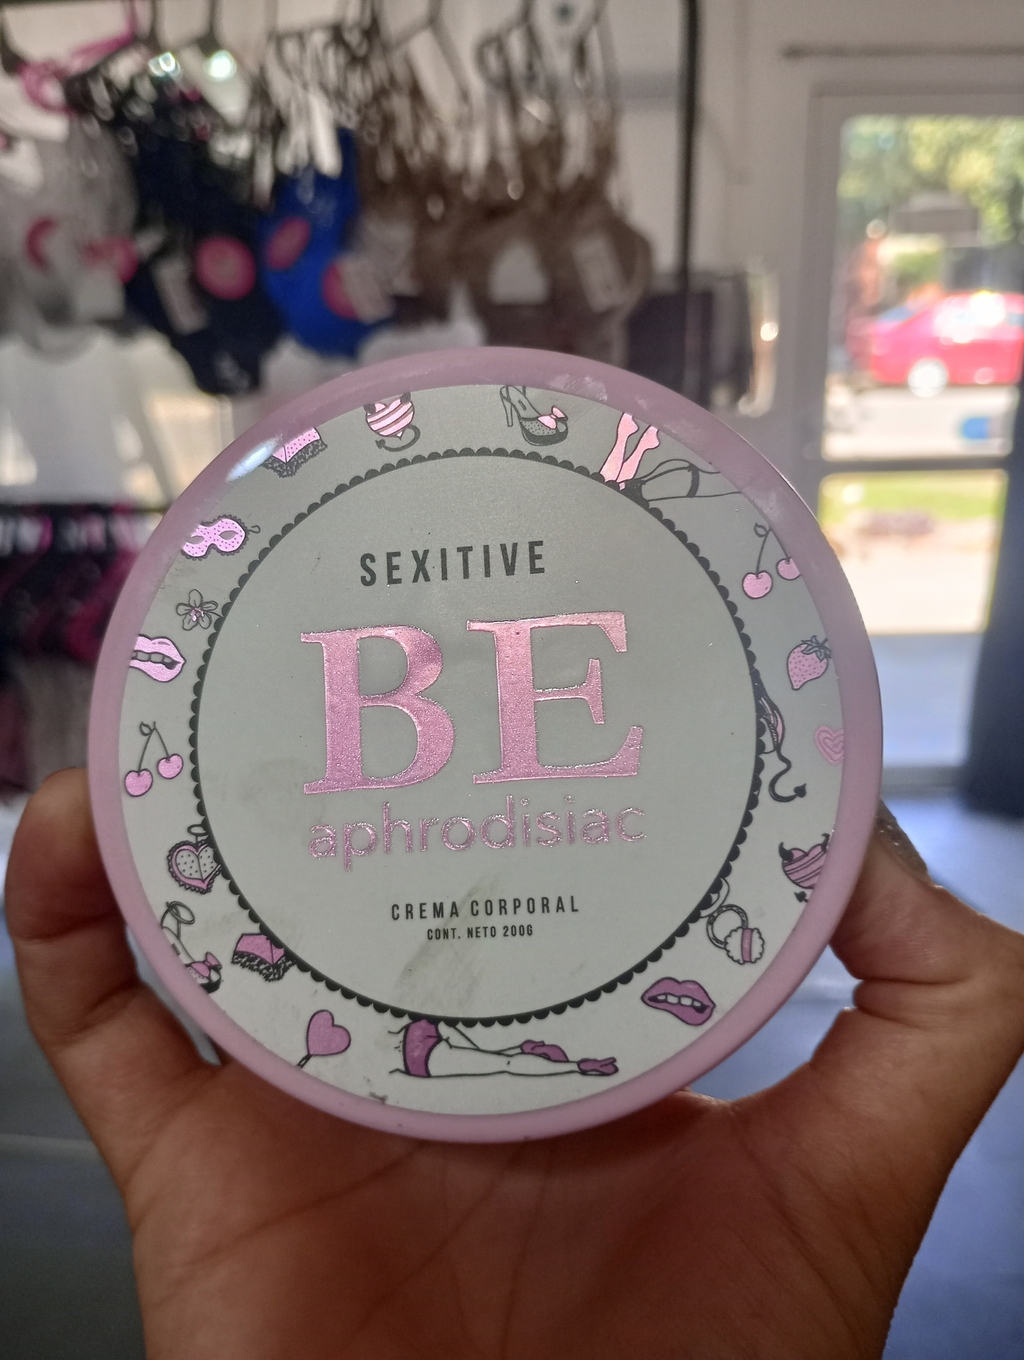 SEXITIVE
BE
aphrodisiac
CREMA CORPORAL
CONT. NETO 200G